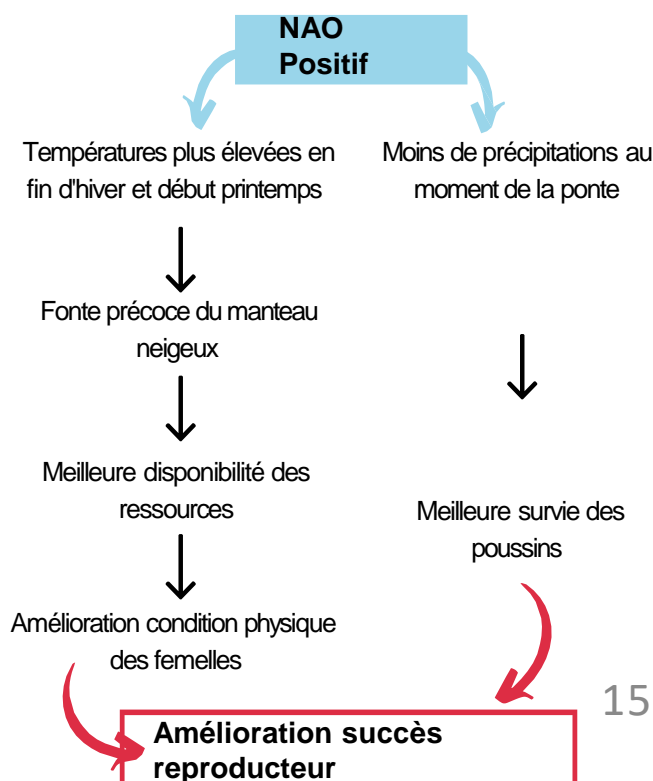 NAO
Positif
Températures plus élevées en
fin d'hiver et début printemps
Moins de précipitations au
moment de la ponte
Fonte précoce du manteau
neigeux
Meilleure disponibilité des
ressources
Meilleure survie des
poussins
Amélioration condition physique
des femelles
15
Amélioration succès
reproducteur